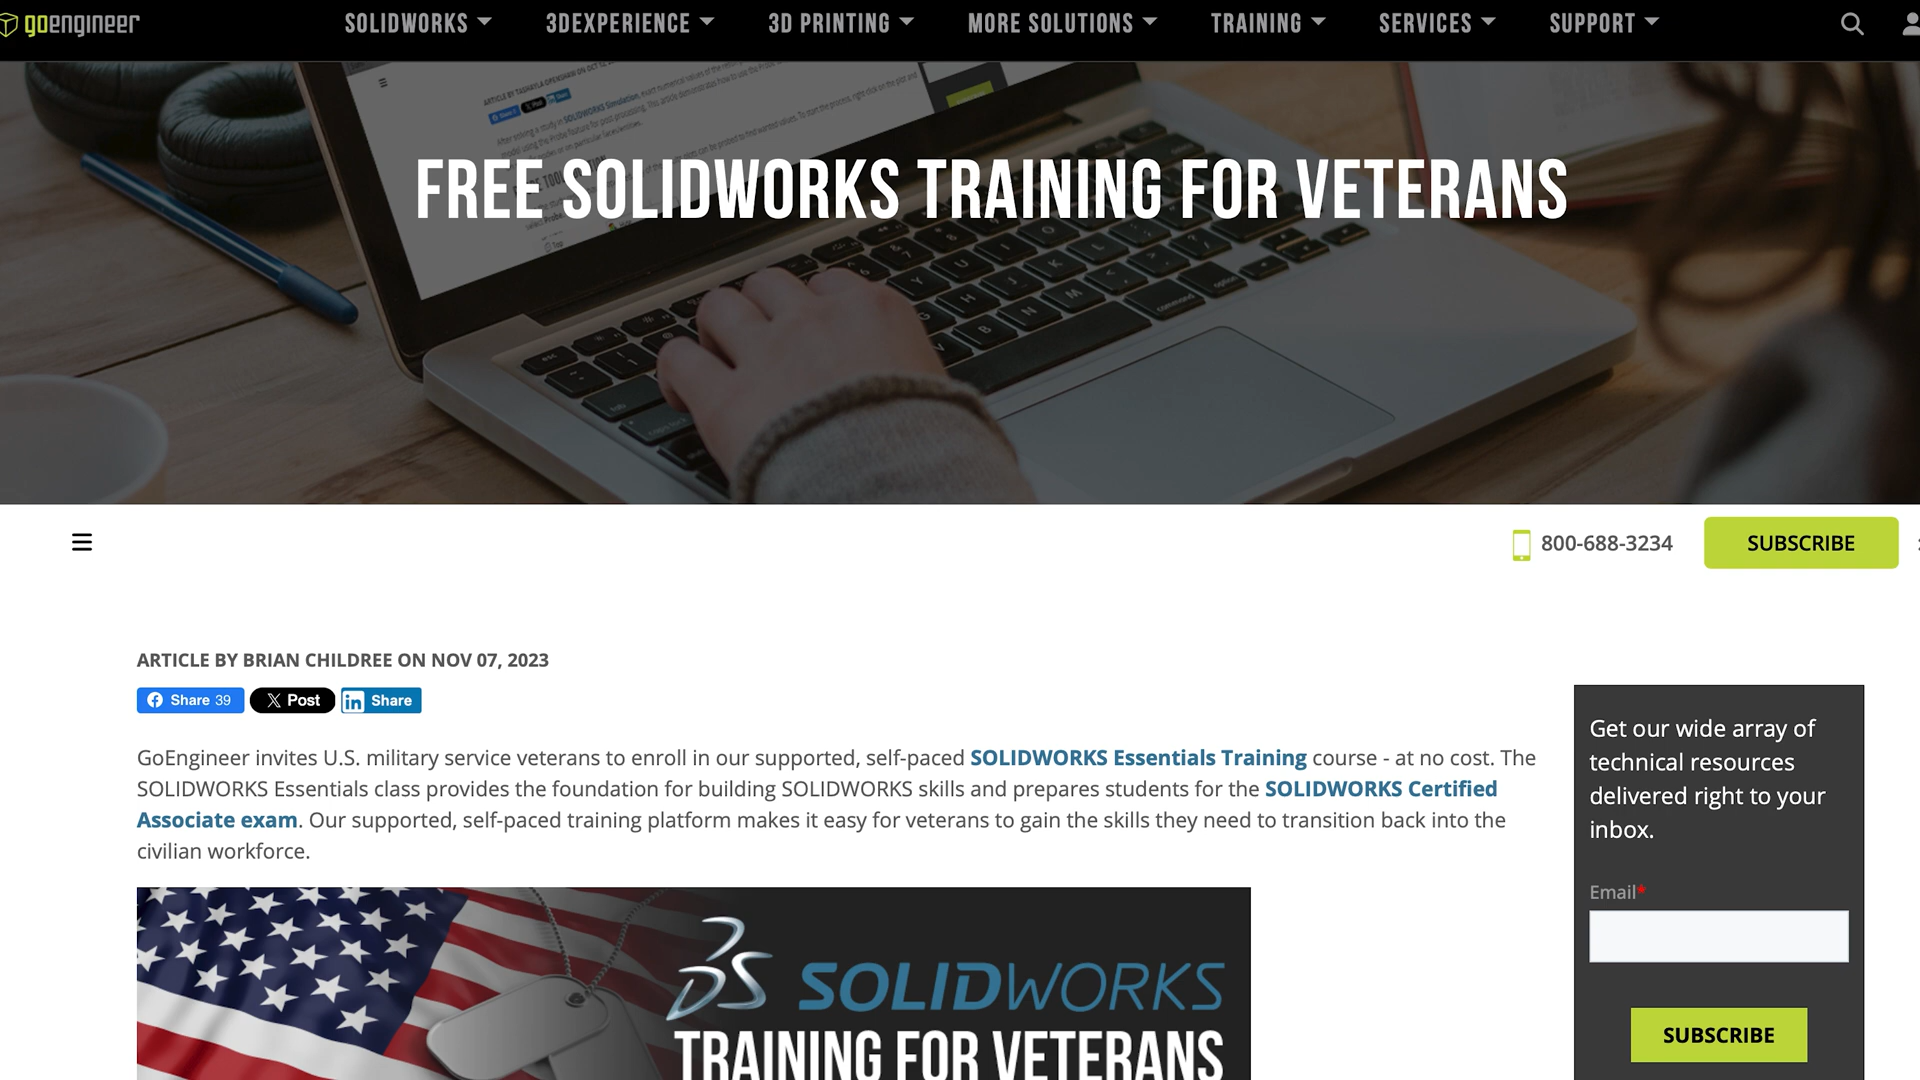 goengineer
SOLIDWORKS 3DEXPERIENCE 3D PRINTING MORE SOLUTIONS TRAINING SERVICES SUPPORT
FREE SOLIDWORKS TRAINING FOR VETERANS
800-688-3234
SUBSCRIBE
ARTICLE BY BRIAN CHILDREE ON NOV 07, 2023
Share 39 Post Share
GoEngineer invites U.S. military service veterans to enroll in our supported, self-paced SOLIDWORKS Essentials Training course - at no cost. The
SOLIDWORKS Essentials class provides the foundation for building SOLIDWORKS skills and prepares students for the SOLIDWORKS Certified
Associate exam. Our supported, self-paced training platform makes it easy for veterans to gain the skills they need to transition back into the
civilian workforce.
SOLIDWORKS
TRAINING FOR VETERANS
Get our wide array of
technical resources
delivered right to your
inbox.
Email*
SUBSCRIBE